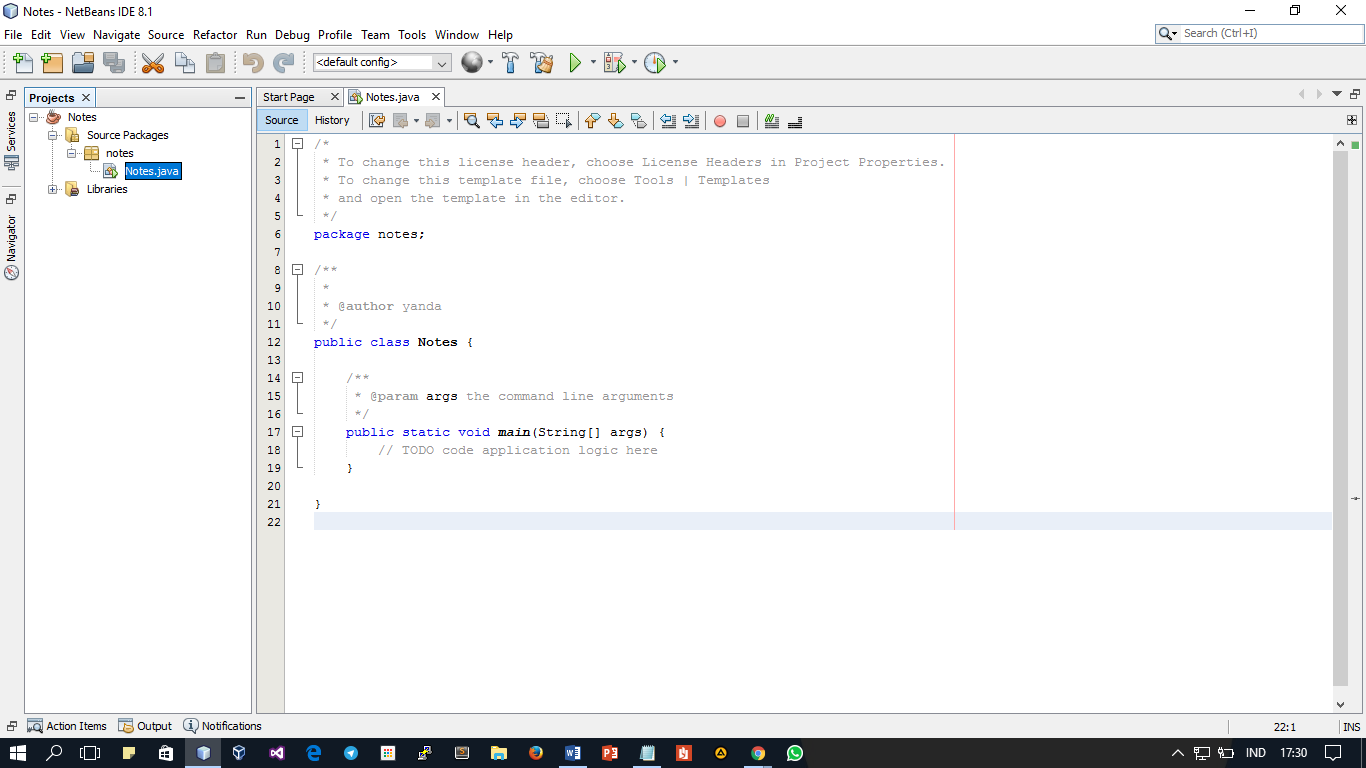 Notes - NetBeans IDE 8.1
File Edit View Navigate Source Refactor Run Debug Profile Team Tools Window Help
Search (Ctrl+I)
<default config>
Projects
Services
Navigator
Notes
Source Packages
notes
Notes.java
Libraries
Start Page
Notes.java
Source History
1 /*
2 * To change this license header, choose License Headers in Project Properties.
3 * To change this template file, choose Tools | Templates
4 * and open the template in the editor.
5 */
6 package notes;
7
8 /**
9 *
10 * @author yanda
11 */
12 public class Notes {
13
14 /**
15 * @param args the command line arguments
16 */
17 public static void main(String[] args) {
18 // TODO code application logic here
19 }
20
21 }
22
Action Items Output Notifications
22:1 INS
IND 17:30